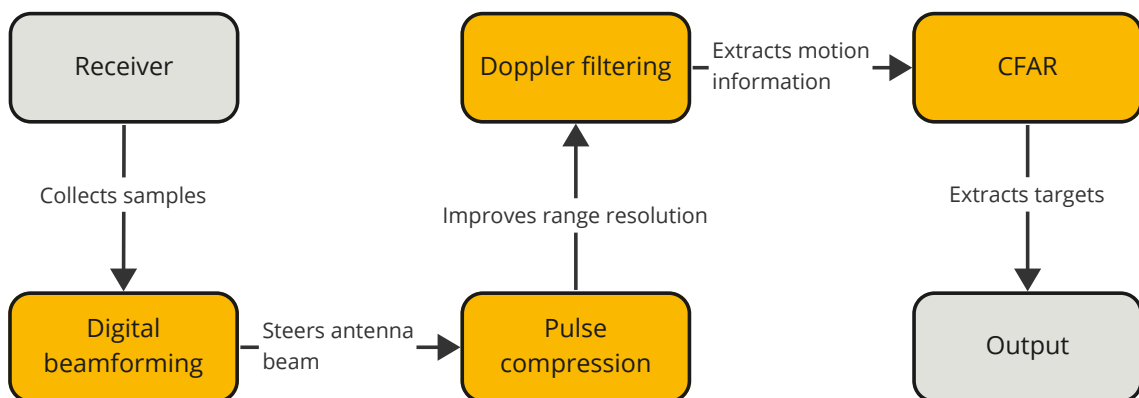 Receiver
Collects samples
Digital
beamforming
Steers antenna
beam
Pulse
compression
Improves range resolution
Doppler filtering
Extracts motion
information
CFAR
Extracts targets
Output